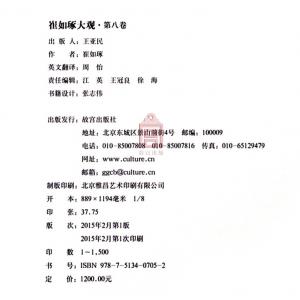 崔如琢大观·第八卷
出 版 人：王亚民
作 者：崔如琢
英文翻译：周 怡
责任编辑：江 英 王冠良 徐 海
书籍设计：张志伟
出版发行：故宫出版社
地址：北京东城区景山前街4号 邮编：100009
电话：010-85007808 010-85007816 传真：010-65129479
网址：www.culture.cn
邮箱：ggcb@culture.cn
制版印刷：北京雅昌艺术印刷有限公司
开 本：889×1194毫米 1/8
印 张：37.75
版 次：2015年2月第1版
2015年2月第1次印刷
印 数：1~1,500
书 号：ISBN 978-7-5134-0705-2
定 价：1200.00元